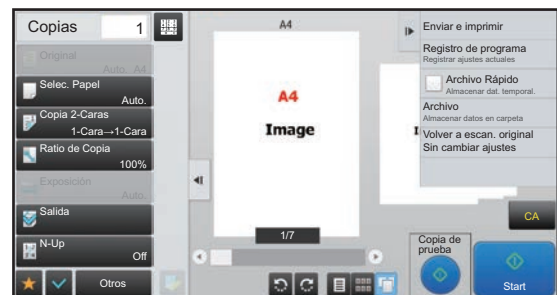 Copias
1
Original
Auto. A4
Selec. Papel
Auto.
Copia 2-Caras
1-Cara→1-Cara
Ratio de Copia
100%
Exposición
Auto.
Salida
N-Up
Off
Otros
A4
A4
Image
1/7
I
Enviar e imprimir
Registro de programa
Registrar ajustes actuales
Archivo Rápido
Almacenar dat. temporal.
Archivo
Almacenar datos en carpeta
Volver a escan. original
Sin cambiar ajustes
CA
Copia de
prueba
Start